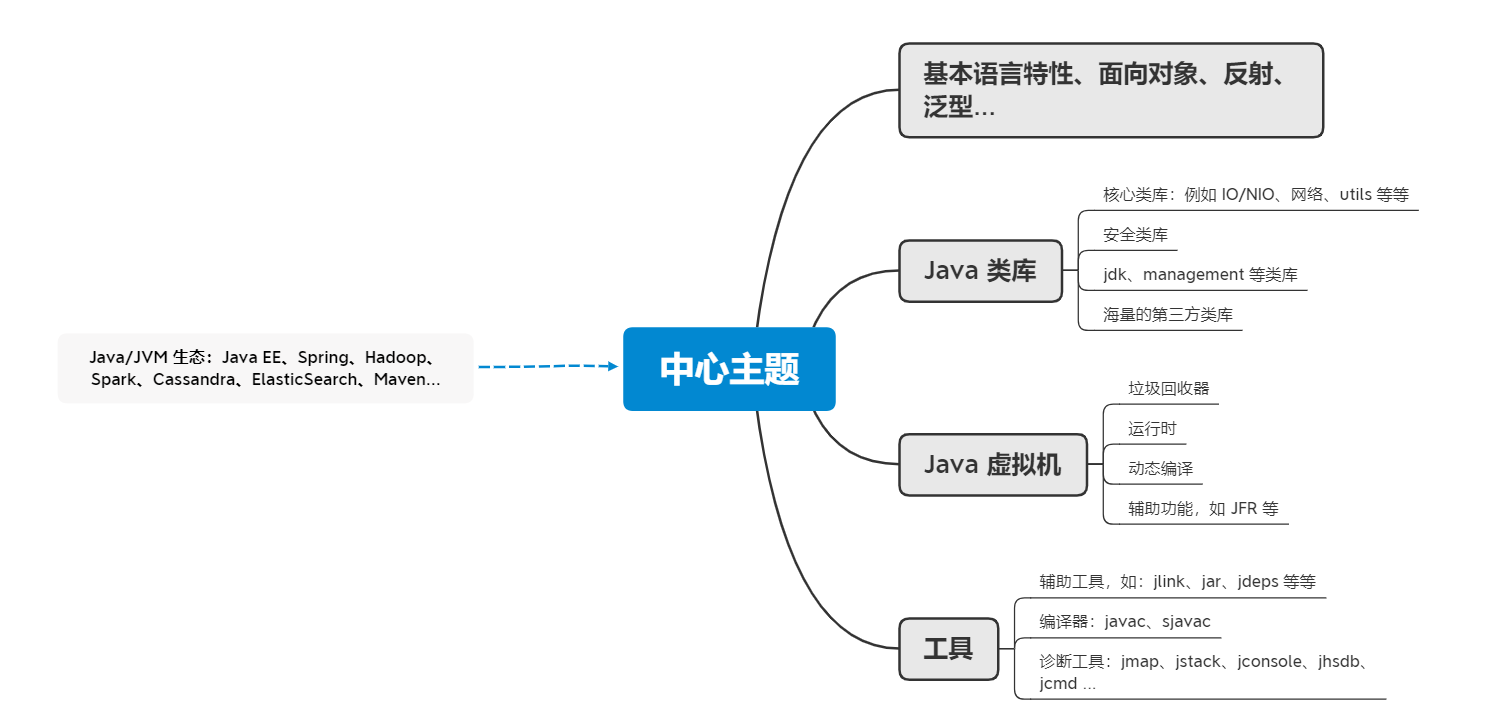 基本语言特性、面向对象、反射、
泛型...
核心类库：例如 IO/NIO、网络、utils 等等
安全类库
Java 类库
jdk、management 等类库
海量的第三方类库
Java/JVM 生态：Java EE、Spring、Hadoop、
Spark、Cassandra、ElasticSearch、Maven...
中心主题
垃圾回收器
运行时
Java 虚拟机
动态编译
辅助功能，如 JFR 等
辅助工具，如：jlink、jar、jdeps 等等
编译器：javac、sjavac
工具
诊断工具：jmap、jstack、jconsole、jhsdb、
jcmd ...